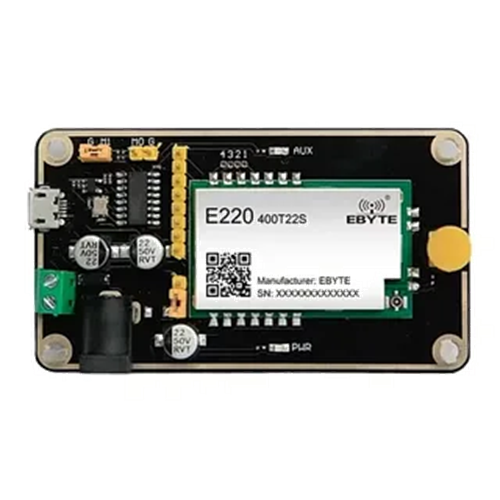 G M1
M0 G
4321
AUX
E220 400T22S
EBYTE
Manufacturer: EBYTE
SN: XXXXXXXXXXXXX
22
50V
RVT
22
50V
RVT
22
50V
RVT
PWR